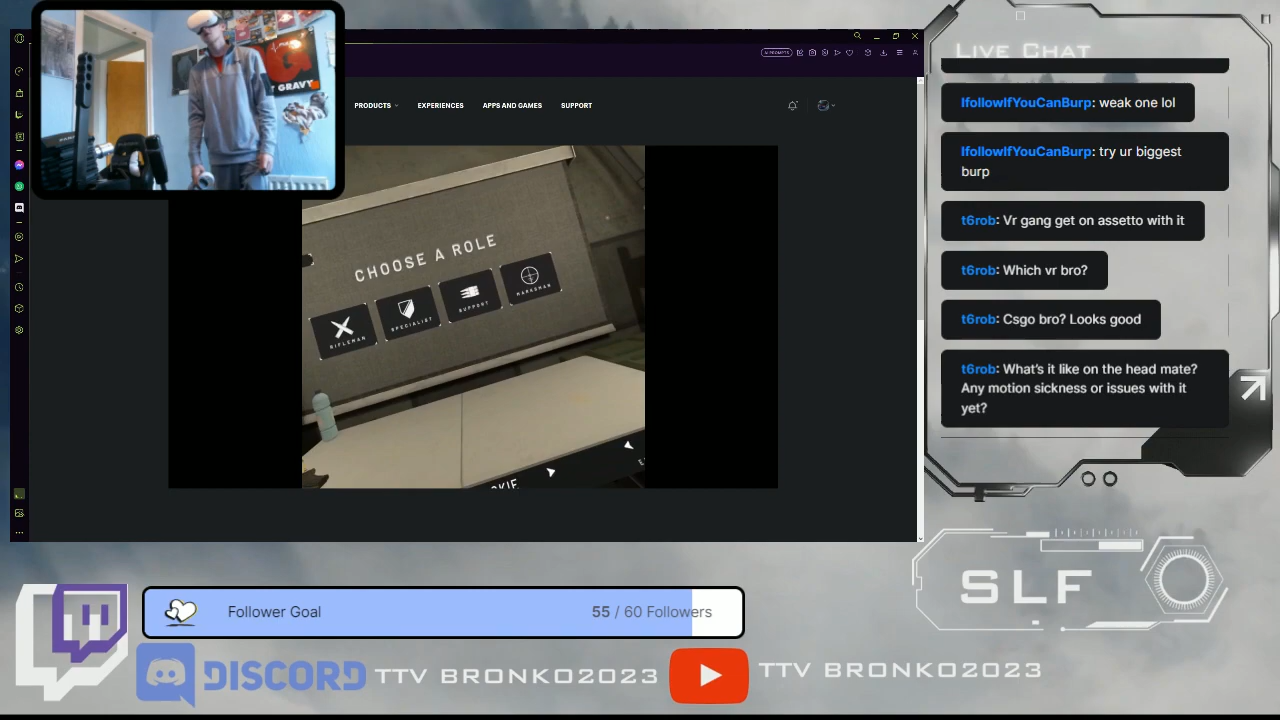 LIVE CHAT
IfollowIfYouCanBurp: weak one lol
IfollowIfYouCanBurp: try ur biggest
burp
t6rob: Vr gang get on assetto with it
t6rob: Which vr bro?
t6rob: Csgo bro? Looks good
t6rob: What's it like on the head mate?
Any motion sickness or issues with it
yet?
AI PROMPTS
PRODUCTS EXPERIENCES APPS AND GAMES SUPPORT
GRAVY
CHOOSE A ROLE
RIFLEMAN SPECIALIST SUPPORT MARKSMAN
SLF
Follower Goal 55 / 60 Followers
DISCORD TTV BRONKO2023 TTV BRONKO2023